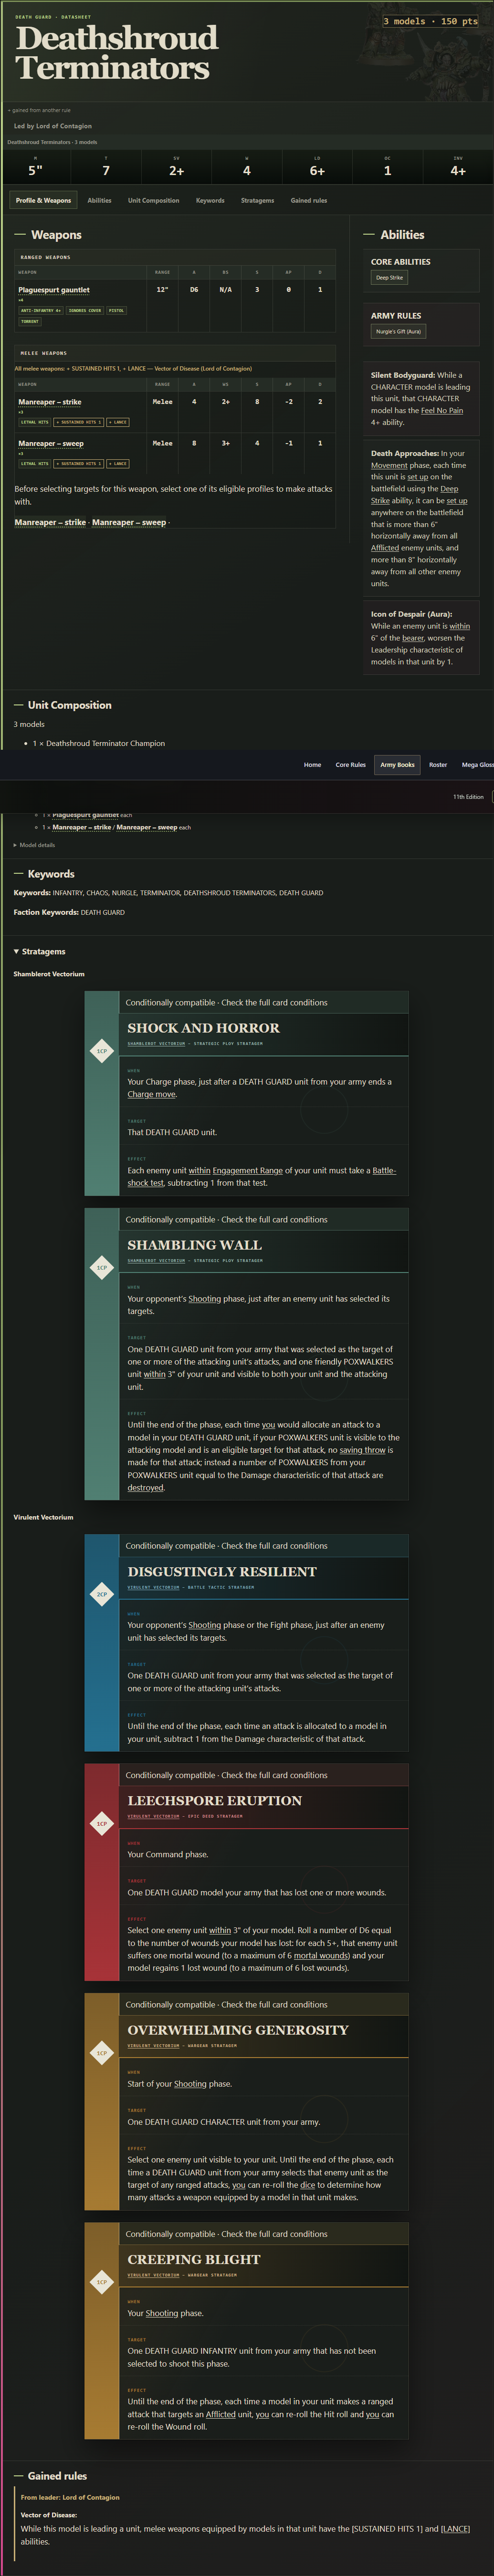 DEATH GUARD · DATASHEET
3 models · 150 pts
Deathshroud
Terminators
+ gained from another rule
Led by Lord of Contagion
Deathshroud Terminators · 3 models
M T SV W LD OC INV
5" 7 2+ 4 6+ 1 4+
Profile & Weapons Abilities Unit Composition Keywords Stratagems Gained rules
Weapons
RANGED WEAPONS
WEAPON RANGE A BS S AP D
Plaguespurt gauntlet 12" D6 N/A 3 0 1
ANTI-INFANTRY 4+ IGNORES COVER PISTOL
TORRENT
MELEE WEAPONS
All melee weapons: + SUSTAINED HITS 1, + LANCE — Vector of Disease (Lord of Contagion)
WEAPON RANGE A WS S AP D
Manreaper – strike Melee 4 2+ 8 -2 2
×3
LETHAL HITS + SUSTAINED HITS 1 + LANCE
Manreaper – sweep Melee 8 3+ 4 -1 1
×3
LETHAL HITS + SUSTAINED HITS 1 + LANCE
Before selecting targets for this weapon, select one of its eligible profiles to make attacks
with.
Manreaper – strike · Manreaper – sweep ·
Abilities
CORE ABILITIES
Deep Strike
ARMY RULES
Nurgle's Gift (Aura)
Silent Bodyguard: While a
CHARACTER model is leading
this unit, that CHARACTER
model has the Feel No Pain
4+ ability.
Death Approaches: In your
Movement phase, each time
this unit is set up on the
battlefield using the Deep
Strike ability, it can be set up
anywhere on the battlefield
that is more than 6"
horizontally away from all
Afflicted enemy units, and
more than 8" horizontally
away from all other enemy
units.
Icon of Despair (Aura):
While an enemy unit is within
6" of the bearer, worsen the
Leadership characteristic of
models in that unit by 1.
Unit Composition
3 models
• 1 × Deathshroud Terminator Champion
Home Core Rules Army Books Roster Mega Gloss
11th Edition
1 × Plaguespurt gauntlet each
1 × Manreaper – strike / Manreaper – sweep each
Model details
Keywords
Keywords: INFANTRY, CHAOS, NURGLE, TERMINATOR, DEATHSHROUD TERMINATORS, DEATH GUARD
Faction Keywords: DEATH GUARD
Stratagems
Shamblerot Vectorium
Conditionally compatible · Check the full card conditions
1CP
SHOCK AND HORROR
SHAMBLEROT VECTORIUM – STRATEGIC PLOY STRATAGEM
WHEN
Your Charge phase, just after a DEATH GUARD unit from your army ends a
Charge move.
TARGET
That DEATH GUARD unit.
EFFECT
Each enemy unit within Engagement Range of your unit must take a Battle-
shock test, subtracting 1 from that test.
Conditionally compatible · Check the full card conditions
1CP
SHAMBLING WALL
SHAMBLEROT VECTORIUM – STRATEGIC PLOY STRATAGEM
WHEN
Your opponent's Shooting phase, just after an enemy unit has selected its
targets.
TARGET
One DEATH GUARD unit from your army that was selected as the target of
one or more of the attacking unit's attacks, and one friendly POXWALKERS
unit within 3" of your unit and visible to both your unit and the attacking
unit.
EFFECT
Until the end of the phase, each time you would allocate an attack to a
model in your DEATH GUARD unit, if your POXWALKERS unit is visible to the
attacking model and is an eligible target for that attack, no saving throw is
made for that attack; instead a number of POXWALKERS from your
POXWALKERS unit equal to the Damage characteristic of that attack are
destroyed.
Virulent Vectorium
Conditionally compatible · Check the full card conditions
2CP
DISGUSTINGLY RESILIENT
VIRULENT VECTORIUM – BATTLE TACTIC STRATAGEM
WHEN
Your opponent's Shooting phase or the Fight phase, just after an enemy
unit has selected its targets.
TARGET
One DEATH GUARD unit from your army that was selected as the target of
one or more of the attacking unit's attacks.
EFFECT
Until the end of the phase, each time an attack is allocated to a model in
your unit, subtract 1 from the Damage characteristic of that attack.
Conditionally compatible · Check the full card conditions
1CP
LEECHSPORE ERUPTION
VIRULENT VECTORIUM – EPIC DEED STRATAGEM
WHEN
Your Command phase.
TARGET
One DEATH GUARD model your army that has lost one or more wounds.
EFFECT
Select one enemy unit within 3" of your model. Roll a number of D6 equal
to the number of wounds your model has lost: for each 5+, that enemy unit
suffers one mortal wound (to a maximum of 6 mortal wounds) and your
model regains 1 lost wound (to a maximum of 6 lost wounds).
Conditionally compatible · Check the full card conditions
1CP
OVERWHELMING GENEROSITY
VIRULENT VECTORIUM – WARGEAR STRATAGEM
WHEN
Start of your Shooting phase.
TARGET
One DEATH GUARD CHARACTER unit from your army.
EFFECT
Select one enemy unit visible to your unit. Until the end of the phase, each
time a DEATH GUARD unit from your army selects that enemy unit as the
target of any ranged attacks, you can re-roll the dice to determine how
many attacks a weapon equipped by a model in that unit makes.
Conditionally compatible · Check the full card conditions
1CP
CREEPING BLIGHT
VIRULENT VECTORIUM – WARGEAR STRATAGEM
WHEN
Your Shooting phase.
TARGET
One DEATH GUARD INFANTRY unit from your army that has not been
selected to shoot this phase.
EFFECT
Until the end of the phase, each time a model in your unit makes a ranged
attack that targets an Afflicted unit, you can re-roll the Hit roll and you can
re-roll the Wound roll.
Gained rules
From leader: Lord of Contagion
Vector of Disease:
While this model is leading a unit, melee weapons equipped by models in that unit have the [SUSTAINED HITS 1] and [LANCE]
abilities.